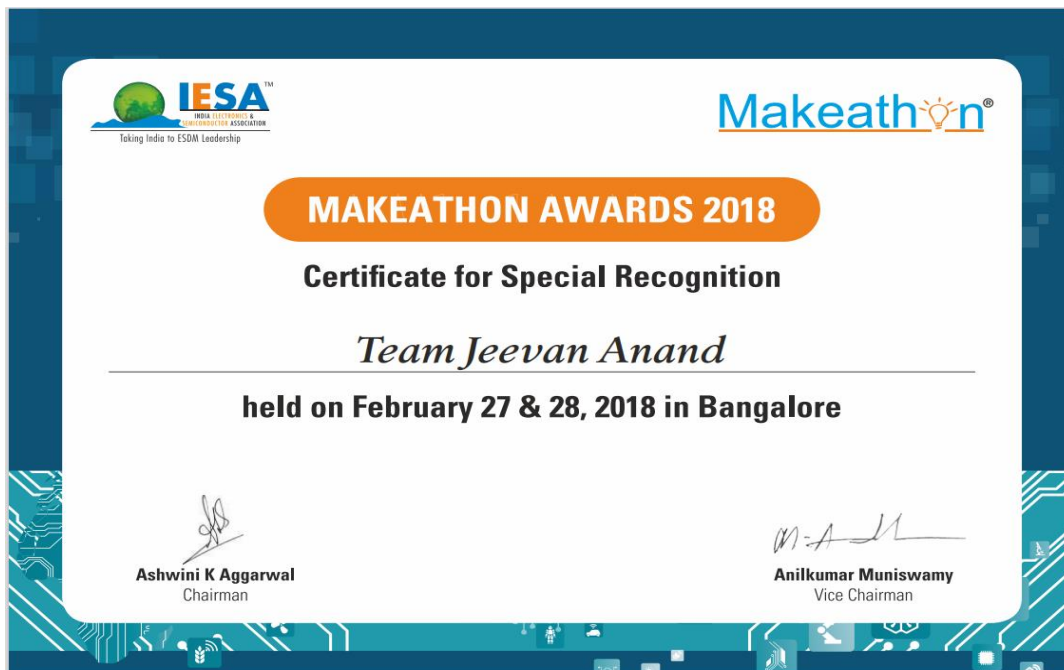 IESA™
INDIA ELECTRONICS &
SEMICONDUCTOR ASSOCIATION
Taking India to ESDM Leadership
Makeathon®
MAKEATHON AWARDS 2018
Certificate for Special Recognition
Team Jeevan Anand
held on February 27 & 28, 2018 in Bangalore
Ashwini K Aggarwal
Chairman
Anilkumar Muniswamy
Vice Chairman